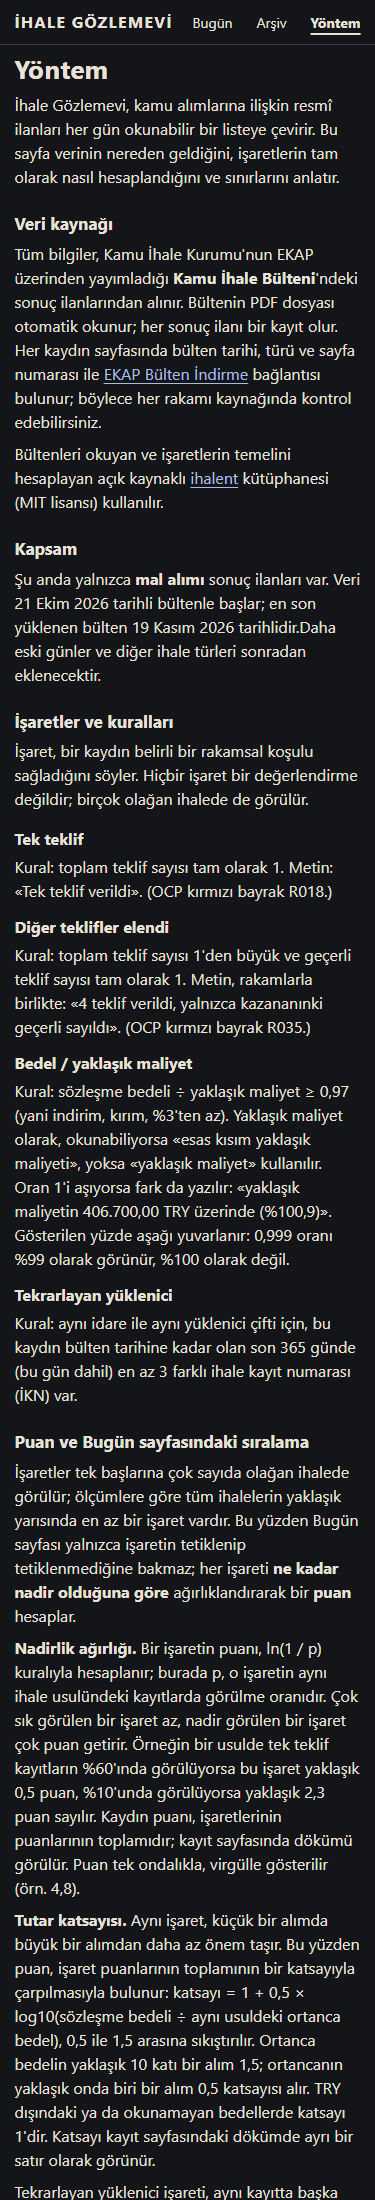 İHALE GÖZLEMEVİ Bugün Arşiv Yöntem
Yöntem
İhale Gözlemevi, kamu alımlarına ilişkin resmî
ilanları her gün okunabilir bir listeye çevirir. Bu
sayfa verinin nereden geldiğini, işaretlerin tam
olarak nasıl hesaplandığını ve sınırlarını anlatır.
Veri kaynağı
Tüm bilgiler, Kamu İhale Kurumu'nun EKAP
üzerinden yayımladığı Kamu İhale Bülteni'ndeki
sonuç ilanlarından alınır. Bültenin PDF dosyası
otomatik okunur; her sonuç ilanı bir kayıt olur.
Her kaydın sayfasında bülten tarihi, türü ve sayfa
numarası ile EKAP Bülten İndirme bağlantısı
bulunur; böylece her rakamı kaynağında kontrol
edebilirsiniz.
Bültenleri okuyan ve işaretlerin temelini
hesaplayan açık kaynaklı ihalent kütüphanesi
(MIT lisansı) kullanılır.
Kapsam
Şu anda yalnızca mal alımı sonuç ilanları var. Veri
21 Ekim 2026 tarihli bültenle başlar; en son
yüklenen bülten 19 Kasım 2026 tarihlidir.Daha
eski günler ve diğer ihale türleri sonradan
eklenecektir.
İşaretler ve kuralları
İşaret, bir kaydın belirli bir rakamsal koşulu
sağladığını söyler. Hiçbir işaret bir değerlendirme
değildir; birçok olağan ihalede de görülür.
Tek teklif
Kural: toplam teklif sayısı tam olarak 1. Metin:
«Tek teklif verildi». (OCP kırmızı bayrak R018.)
Diğer teklifler elendi
Kural: toplam teklif sayısı 1'den büyük ve geçerli
teklif sayısı tam olarak 1. Metin, rakamlarla
birlikte: «4 teklif verildi, yalnızca kazananınki
geçerli sayıldı». (OCP kırmızı bayrak R035.)
Bedel / yaklaşık maliyet
Kural: sözleşme bedeli ÷ yaklaşık maliyet ≥ 0,97
(yani indirim, kırım, %3'ten az). Yaklaşık maliyet
olarak, okunabiliyorsa «esas kısım yaklaşık
maliyeti», yoksa «yaklaşık maliyet» kullanılır.
Oran 1'i aşıyorsa fark da yazılır: «yaklaşık
maliyetin 406.700,00 TRY üzerinde (%100,9)».
Gösterilen yüzde aşağı yuvarlanır: 0,999 oranı
%99 olarak görünür, %100 olarak değil.
Tekrarlayan yüklenici
Kural: aynı idare ile aynı yüklenici çifti için, bu
kaydın bülten tarihine kadar olan son 365 günde
(bu gün dahil) en az 3 farklı ihale kayıt numarası
(İKN) var.
Puan ve Bugün sayfasındaki sıralama
İşaretler tek başlarına çok sayıda olağan ihalede
görülür; ölçümlere göre tüm ihalelerin yaklaşık
yarısında en az bir işaret vardır. Bu yüzden Bugün
sayfası yalnızca işaretin tetiklenip
tetiklenmediğine bakmaz; her işareti ne kadar
nadir olduğuna göre ağırlıklandırarak bir puan
hesaplar.
Nadirlik ağırlığı. Bir işaretin puanı, ln(1 / p)
kuralıyla hesaplanır; burada p, o işaretin aynı
ihale usulündeki kayıtlarda görülme oranıdır. Çok
sık görülen bir işaret az, nadir görülen bir işaret
çok puan getirir. Örneğin bir usulde tek teklif
kayıtların %60'ında görülüyorsa bu işaret yaklaşık
0,5 puan, %10'unda görülüyorsa yaklaşık 2,3
puan sayılır. Kaydın puanı, işaretlerinin
puanlarının toplamıdır; kayıt sayfasında dökümü
görülür. Puan tek ondalıkla, virgülle gösterilir
(örn. 4,8).
Tutar katsayısı. Aynı işaret, küçük bir alımda
büyük bir alımdan daha az önem taşır. Bu yüzden
puan, işaret puanlarının toplamının bir katsayıyla
çarpılmasıyla bulunur: katsayı = 1 + 0,5 ×
log10(sözleşme bedeli ÷ aynı usuldeki ortanca
bedel), 0,5 ile 1,5 arasına sıkıştırılır. Ortanca
bedelin yaklaşık 10 katı bir alım 1,5; ortancanın
yaklaşık onda biri bir alım 0,5 katsayısı alır. TRY
dışındaki ya da okunamayan bedellerde katsayı
1'dir. Katsayı kayıt sayfasındaki dökümde ayrı bir
satır olarak görünür.
Tekrarlayan yüklenici işareti, aynı kayıtta başka